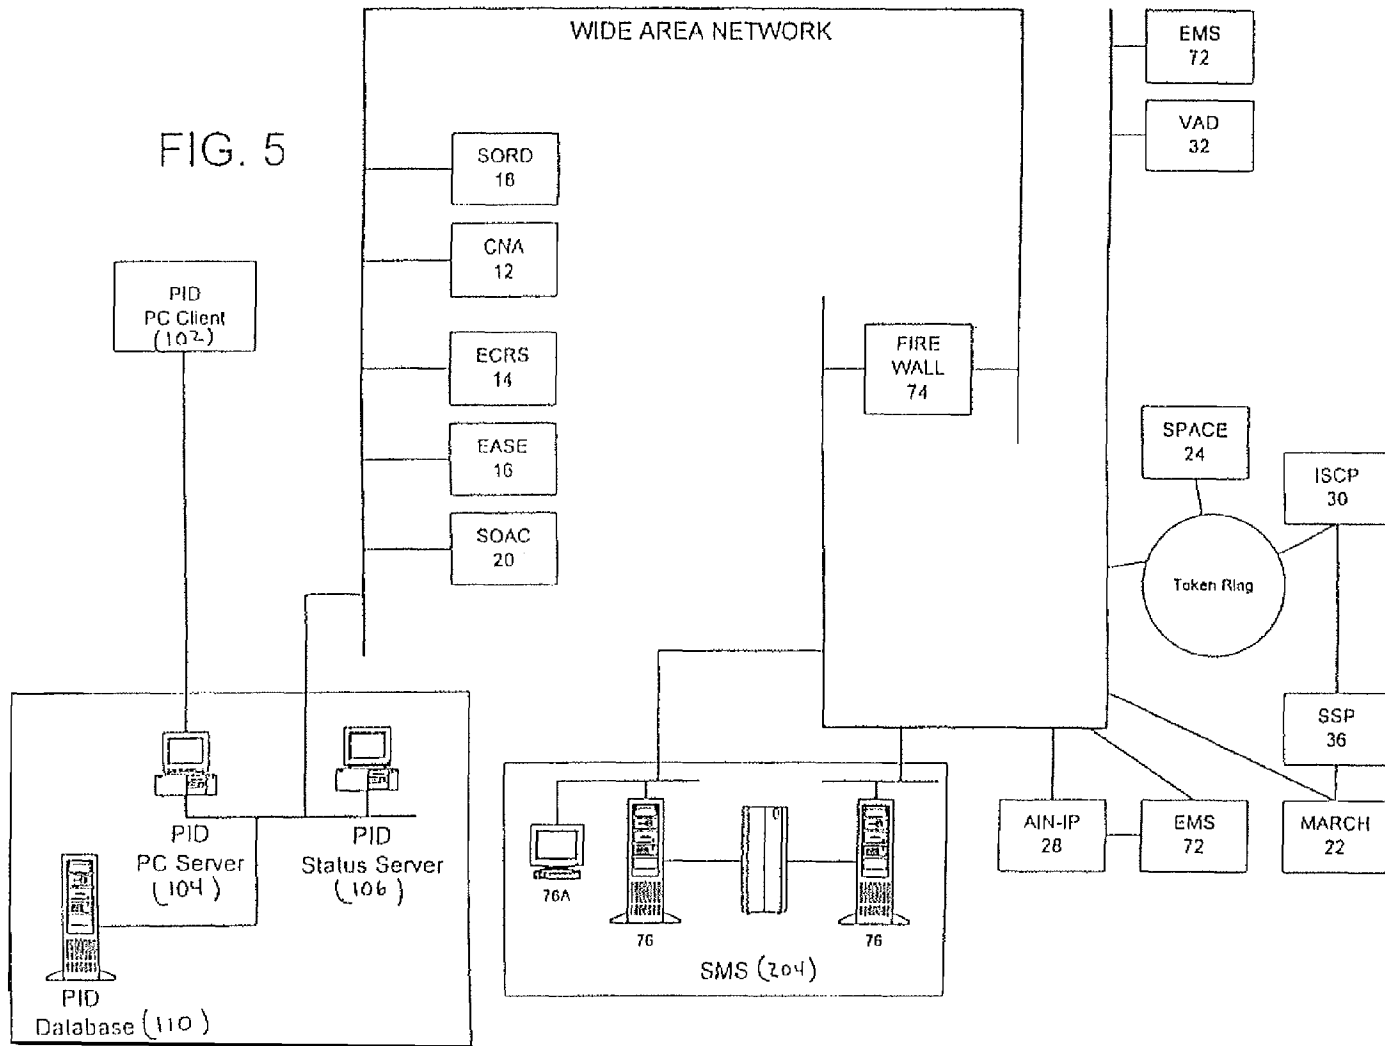 WIDE AREA NETWORK
EMS
72
VAD
32
FIG. 5
SORD
18
CNA
12
PID
PC Client
(102)
ECRS
14
FIRE
WALL
74
EASE
16
SPACE
24
ISCP
30
SOAC
20
Token Ring
SSP
36
PID
PC Server
(104)
PID
Status Server
(106)
76A
76
76
AIN-IP
28
EMS
72
MARCH
22
SMS (204)
PID
Database (110)